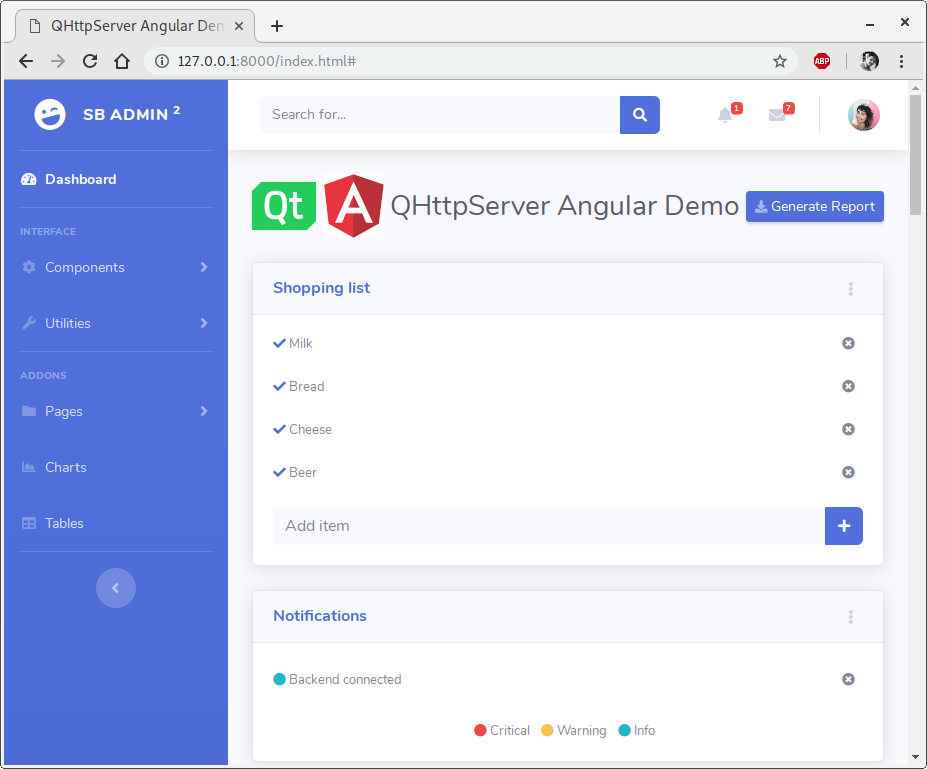 QHttpServer Angular Dem
127.0.0.1:8000/index.html#
ABP
SB ADMIN 2
Search for...
1
7
Dashboard
Qt
A
QHttpServer Angular Demo
Generate Report
INTERFACE
Components
Utilities
ADDONS
Pages
Charts
Tables
Shopping list
Milk
Bread
Cheese
Beer
Add item
Notifications
Backend connected
Critical
Warning
Info